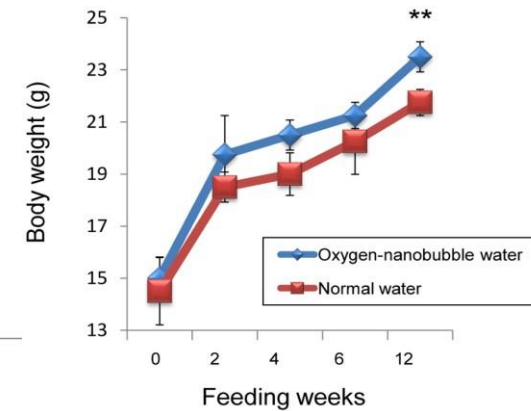 **
25
23
21
19
17
15
13
Body weight (g)
Oxygen-nanobubble water
Normal water
0 2 4 6 12
Feeding weeks